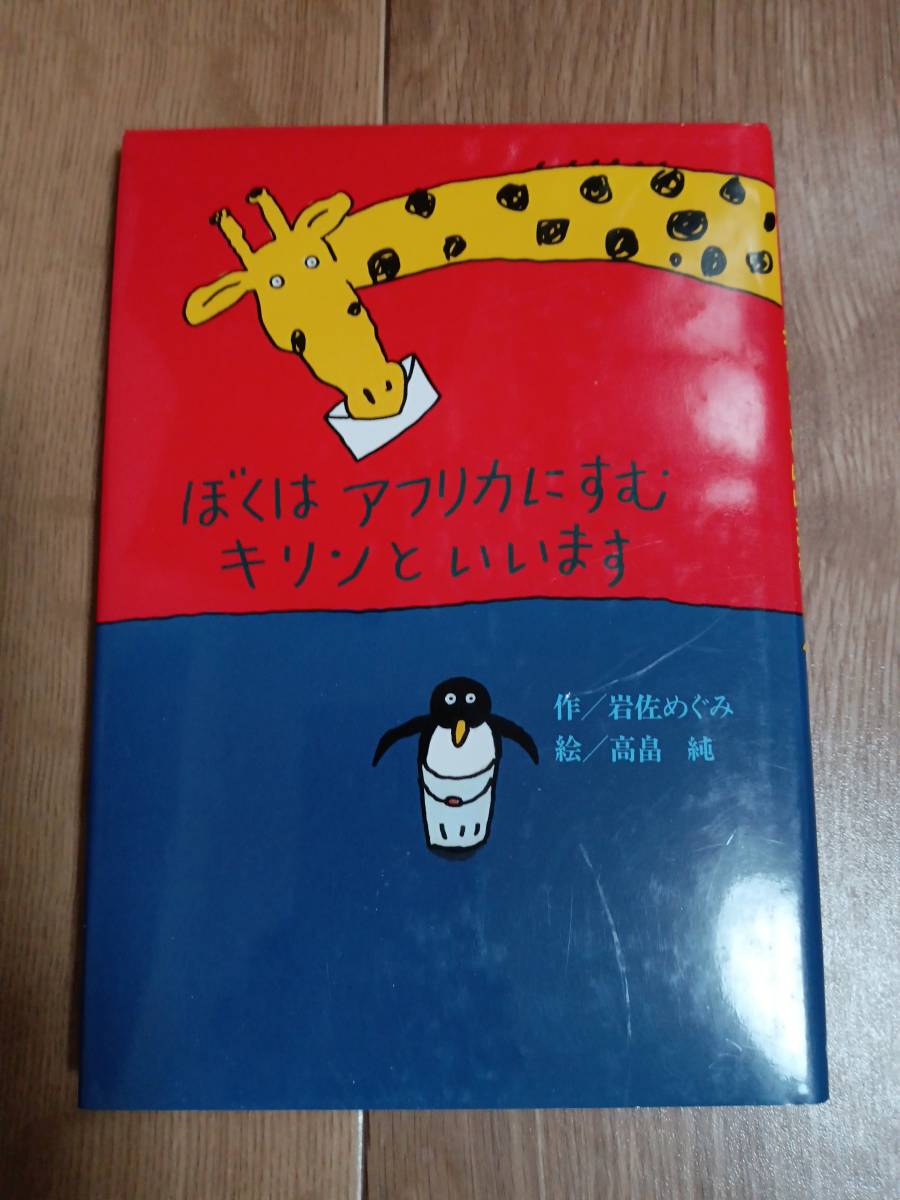 ぼくは アフリカにすむ
キリンといいます
作／岩佐めぐみ
絵／高畠 純